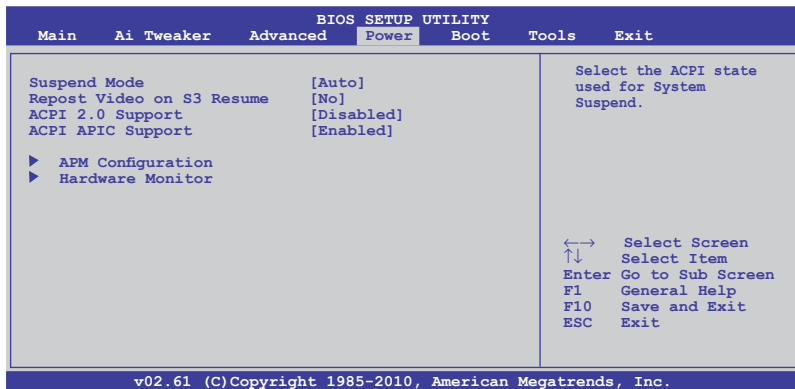 BIOS SETUP UTILITY
Main Ai Tweaker Advanced Power Boot Tools Exit
Suspend Mode [Auto]
Repost Video on S3 Resume [No]
ACPI 2.0 Support [Disabled]
ACPI APIC Support [Enabled]
▶ APM Configuration
▶ Hardware Monitor
Select the ACPI state
used for System
Suspend.
←→ Select Screen
↑↓ Select Item
Enter Go to Sub Screen
F1 General Help
F10 Save and Exit
ESC Exit
v02.61 (C)Copyright 1985-2010, American Megatrends, Inc.